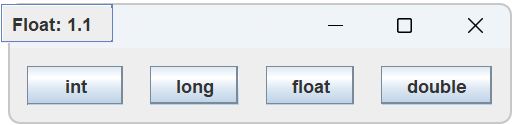 Float: 1.1
int long float double